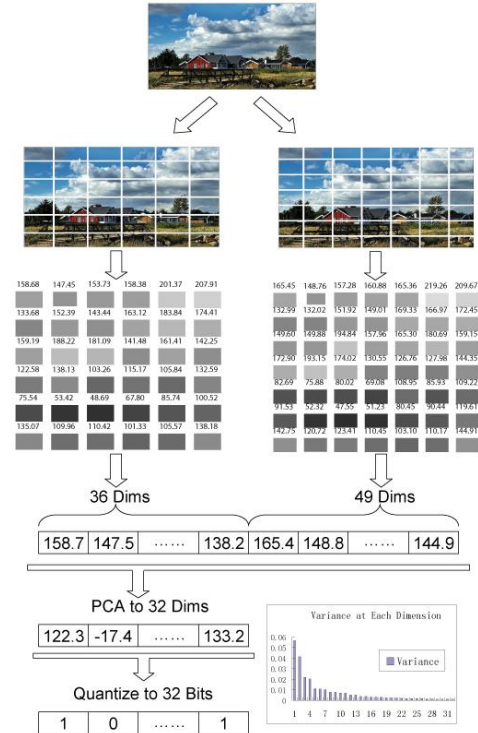 158.68 147.45 153.73 158.38 201.37 207.91
133.68 152.39 143.44 163.12 183.84 174.41
159.19 188.22 181.09 141.48 161.41 142.25
122.58 138.13 103.26 115.17 105.84 132.59
75.54 53.42 48.69 67.80 85.74 100.52
135.07 109.96 110.42 101.33 105.57 138.18
165.45 148.76 157.28 160.88 165.36 219.26 209.67
132.99 132.02 151.92 149.01 169.33 166.97 172.45
149.60 149.88 194.84 157.96 165.30 180.69 159.15
172.90 193.15 174.02 130.55 126.76 127.98 144.35
82.69 75.88 80.02 69.08 108.95 85.93 109.22
91.53 52.32 47.55 51.23 80.45 90.44 119.61
142.75 120.72 123.41 110.45 103.10 110.17 144.91
36 Dims
49 Dims
158.7 147.5 …… 138.2 165.4 148.8 …… 144.9
PCA to 32 Dims
122.3 -17.4 …… 133.2
Quantize to 32 Bits
1 0 …… 1
Variance at Each Dimension
0.06
0.05
0.04
0.03
0.02
0.01
0
Variance
1 4 7 10 13 16 19 22 25 28 31